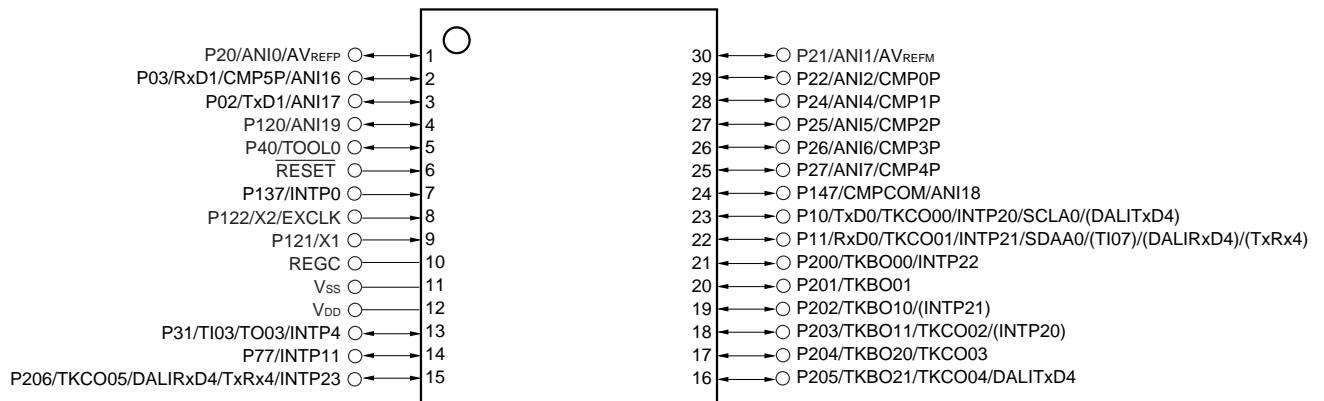 P20/ANI0/AVREFP 1 30 P21/ANI1/AVREFM
P03/RxD1/CMP5P/ANI16 2 29 P22/ANI2/CMP0P
P02/TxD1/ANI17 3 28 P24/ANI4/CMP1P
P120/ANI19 4 27 P25/ANI5/CMP2P
P40/TOOL0 5 26 P26/ANI6/CMP3P
RESET 6 25 P27/ANI7/CMP4P
P137/INTP0 7 24 P147/CMPCOM/ANI18
P122/X2/EXCLK 8 23 P10/TxD0/TKCO00/INTP20/SCLA0/(DALITxD4)
P121/X1 9 22 P11/RxD0/TKCO01/INTP21/SDAA0/(TI07)/(DALIRxD4)/(TxRx4)
REGC 10 21 P200/TKBO00/INTP22
VSS 11 20 P201/TKBO01
VDD 12 19 P202/TKBO10/(INTP21)
P31/TI03/TO03/INTP4 13 18 P203/TKBO11/TKCO02/(INTP20)
P77/INTP11 14 17 P204/TKBO20/TKCO03
P206/TKCO05/DALIRxD4/TxRx4/INTP23 15 16 P205/TKBO21/TKCO04/DALITxD4